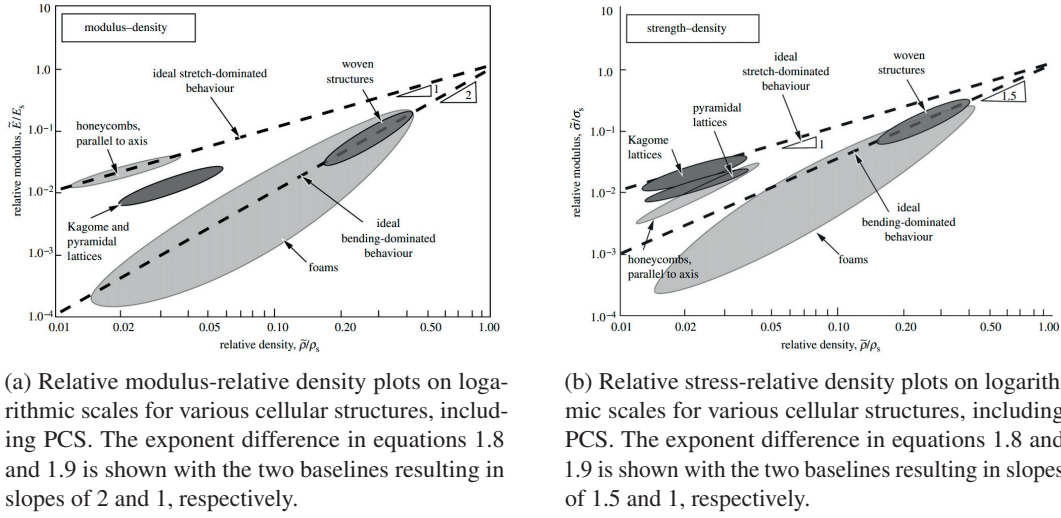 10
modulus–density
1.0
10⁻¹
10⁻²
10⁻³
1.0⁻⁴
relative modulus, Ẽ/Eₛ
ideal stretch-dominated
behaviour
woven
structures
1
2
honeycombs,
parallel to axis
Kagome and
pyramidal
lattices
ideal
bending-dominated
behaviour
foams
0.01 0.02 0.10 0.20 0.50 1.00
relative density, ρ̃/ρₛ
10
strength–density
1.0
10⁻¹
10⁻²
10⁻³
10⁻⁴
relative modulus, σ̃/σₛ
ideal
stretch-dominated
behaviour
woven
structures
1.5
pyramidal
lattices
Kagome
lattices
1
ideal
bending-dominated
behaviour
honeycombs,
parallel to axis
foams
0.01 0.02 0.10 0.20 0.50 1.00
relative density, ρ̃/ρₛ
(a) Relative modulus-relative density plots on loga-
rithmic scales for various cellular structures, includ-
ing PCS. The exponent difference in equations 1.8
and 1.9 is shown with the two baselines resulting in
slopes of 2 and 1, respectively.
(b) Relative stress-relative density plots on logarith
mic scales for various cellular structures, including
PCS. The exponent difference in equations 1.8 and
1.9 is shown with the two baselines resulting in slopes
of 1.5 and 1, respectively.